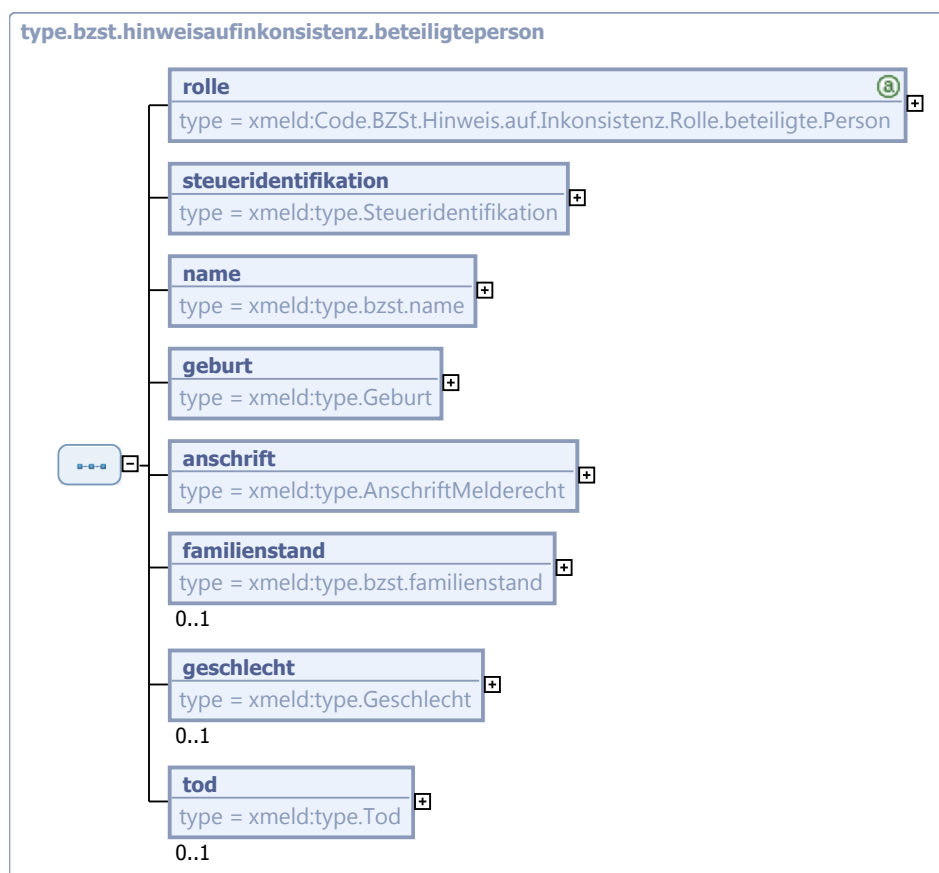 type.bzst.hinweisaufinkonsistenz.beteiligteperson
rolle
a
type = xmeld:Code.BZSt.Hinweis.auf.Inkonsistenz.Rolle.beteiligte.Person
steueridentifikation
type = xmeld:type.Steueridentifikation
name
type = xmeld:type.bzst.name
geburt
type = xmeld:type.Geburt
anschrift
type = xmeld:type.AnschriftMelderecht
familienstand
type = xmeld:type.bzst.familienstand
0..1
geschlecht
type = xmeld:type.Geschlecht
0..1
tod
type = xmeld:type.Tod
0..1